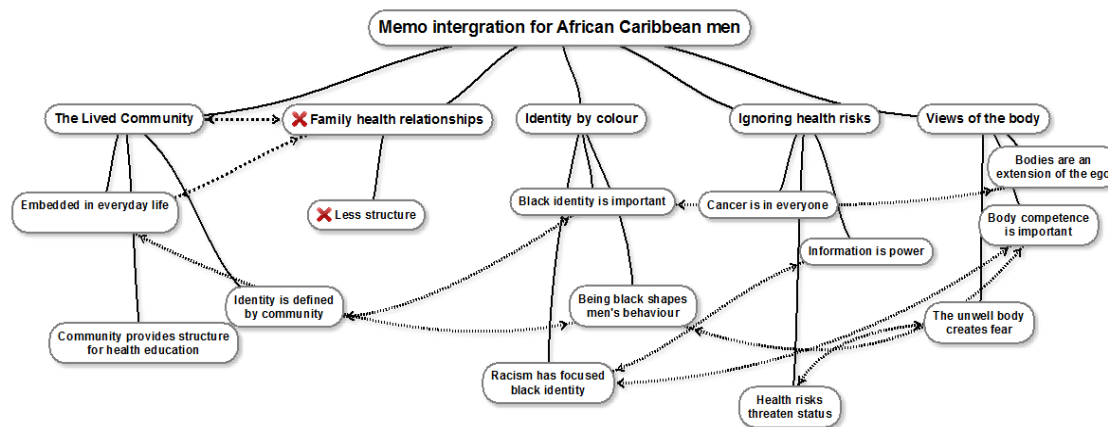 Memo intergration for African Caribbean men
The Lived Community
Family health relationships
Identity by colour
Ignoring health risks
Views of the body
Bodies are an
extension of the ego
Embedded in everyday life
Less structure
Black identity is important
Cancer is in everyone
Body competence
is important
Information is power
Identity is defined
by community
Being black shapes
men's behaviour
The unwell body
creates fear
Community provides structure
for health education
Racism has focused
black identity
Health risks
threaten status